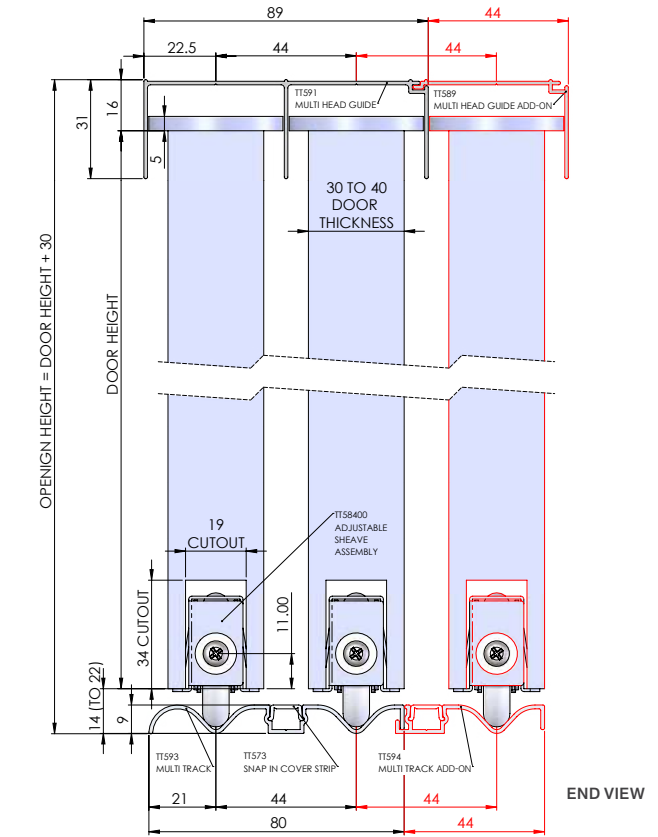 89
44
22.5
44
44
TT591
MULTI HEAD GUIDE
TT589
MULTI HEAD GUIDE ADD-ON
31
16
5
30 TO 40
DOOR
THICKNESS
OPENIGN HEIGHT = DOOR HEIGHT + 30
DOOR HEIGHT
TT58400
ADJUSTABLE
SHEAVE
ASSEMBLY
19
CUTOUT
34 CUTOUT
11.00
14 (TO 22)
9
TT593
MULTI TRACK
TT573
SNAP IN COVER STRIP
TT594
MULTI TRACK ADD-ON
END VIEW
21
44
44
80
44